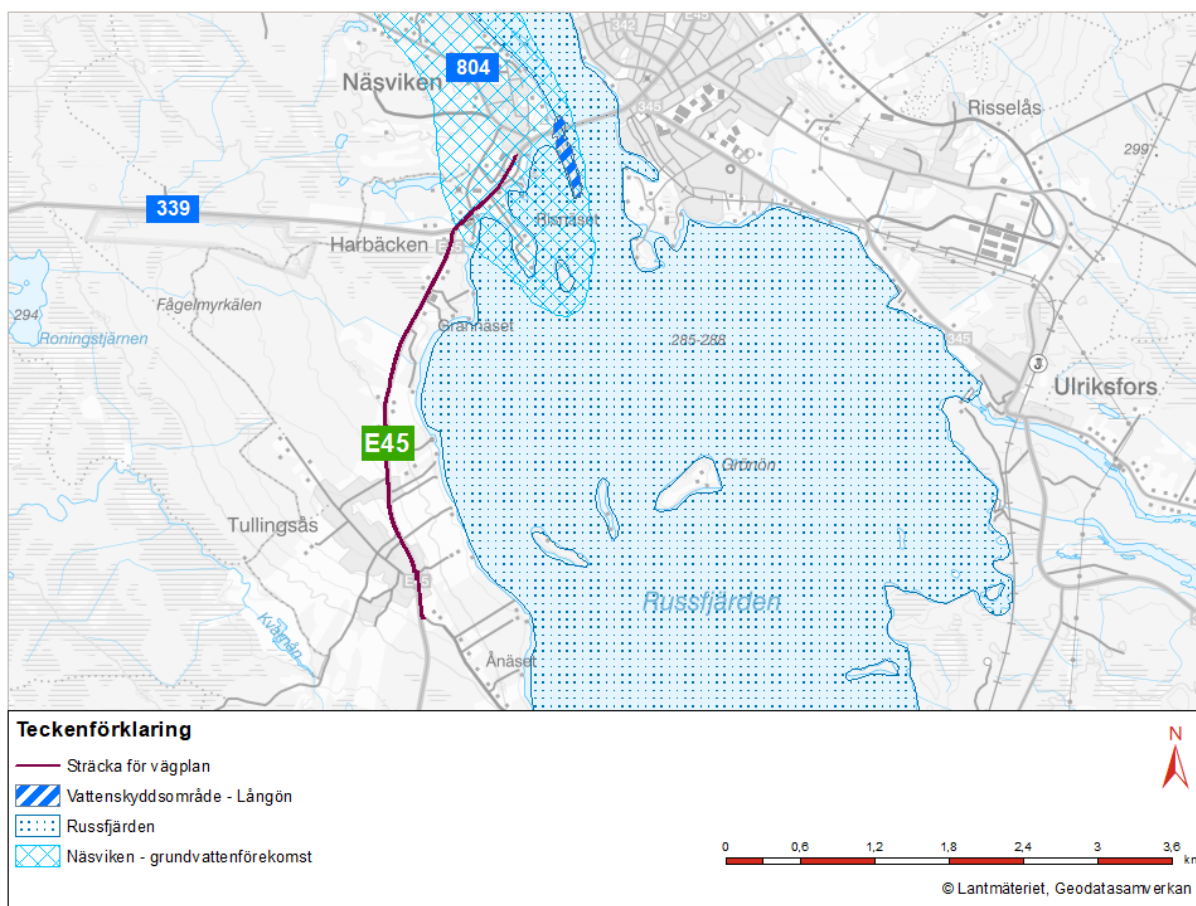 E45
342
804
Näsviken
345
Risselås
299
339
Bisnäset
Harbäcken
E45
Fågelmyrkälen
294
Grannäset
Roningstjärnen
285-288
345
Ulriksfors
E45
Grönön
Tullingsås
E45
Russfjärden
Kvarnån
Ånäset
Teckenförklaring
Sträcka för vägplan
Vattenskyddsområde - Långön
Russfjärden
Näsviken - grundvattenförekomst
N
0 0,6 1,2 1,8 2,4 3 3,6
km
© Lantmäteriet, Geodatasamverkan